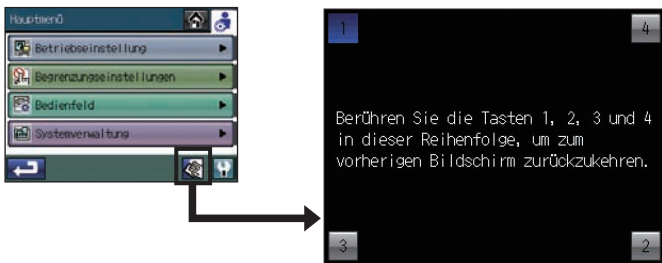 Hauptmenü
Betriebseinstellung
Begrenzungseinstellungen
Bedienfeld
Systemverwaltung
1
4
Berühren Sie die Tasten 1, 2, 3 und 4
in dieser Reihenfolge, um zum
vorherigen Bildschirm zurückzukehren.
3
2